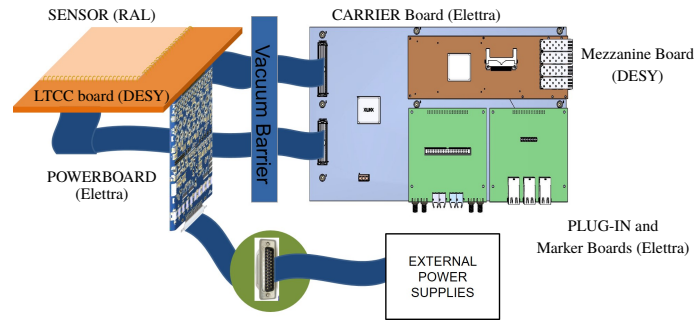 SENSOR (RAL)
CARRIER Board (Elettra)
Mezzanine Board
(DESY)
LTCC board (DESY)
Vacuum Barrier
XILINX
POWERBOARD
(Elettra)
PLUG-IN and
Marker Boards (Elettra)
EXTERNAL
POWER
SUPPLIES